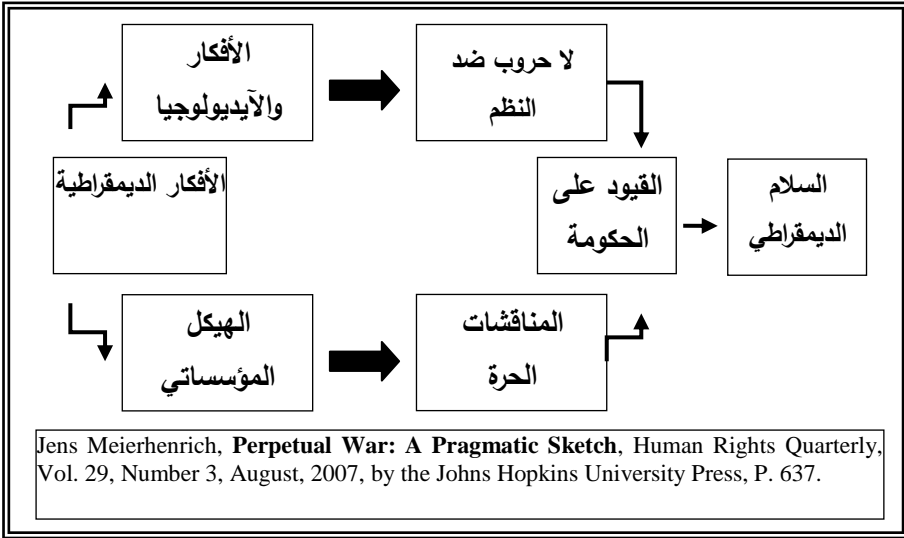 الأفكار
والآيديولوجيا
لا حروب ضد
النظم
الأفكار الديمقراطية
القيود على
الحكومة
السلام
الديمقراطي
الهيكل
المؤسساتي
المناقشات
الحرة
Jens Meierhenrich, Perpetual War: A Pragmatic Sketch, Human Rights Quarterly,
Vol. 29, Number 3, August, 2007, by the Johns Hopkins University Press, P. 637.